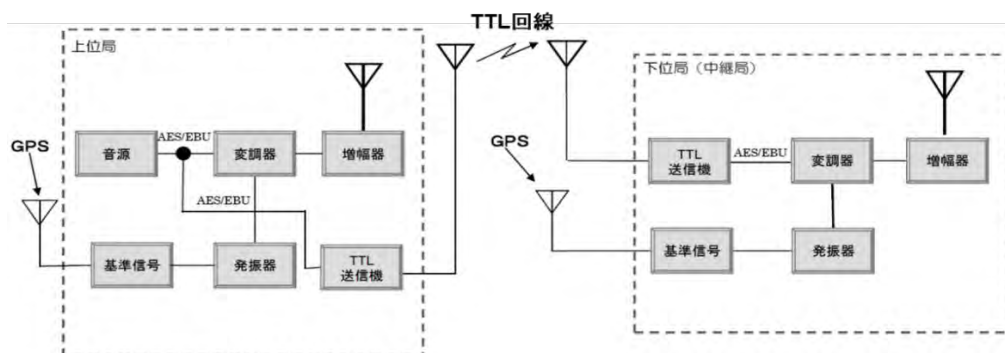 TTL回線
上位局
GPS
音源
AES/EBU
変調器
増幅器
AES/EBU
基準信号
発振器
TTL
送信機
下位局（中継局）
GPS
TTL
送信機
AES/EBU
変調器
増幅器
基準信号
発振器